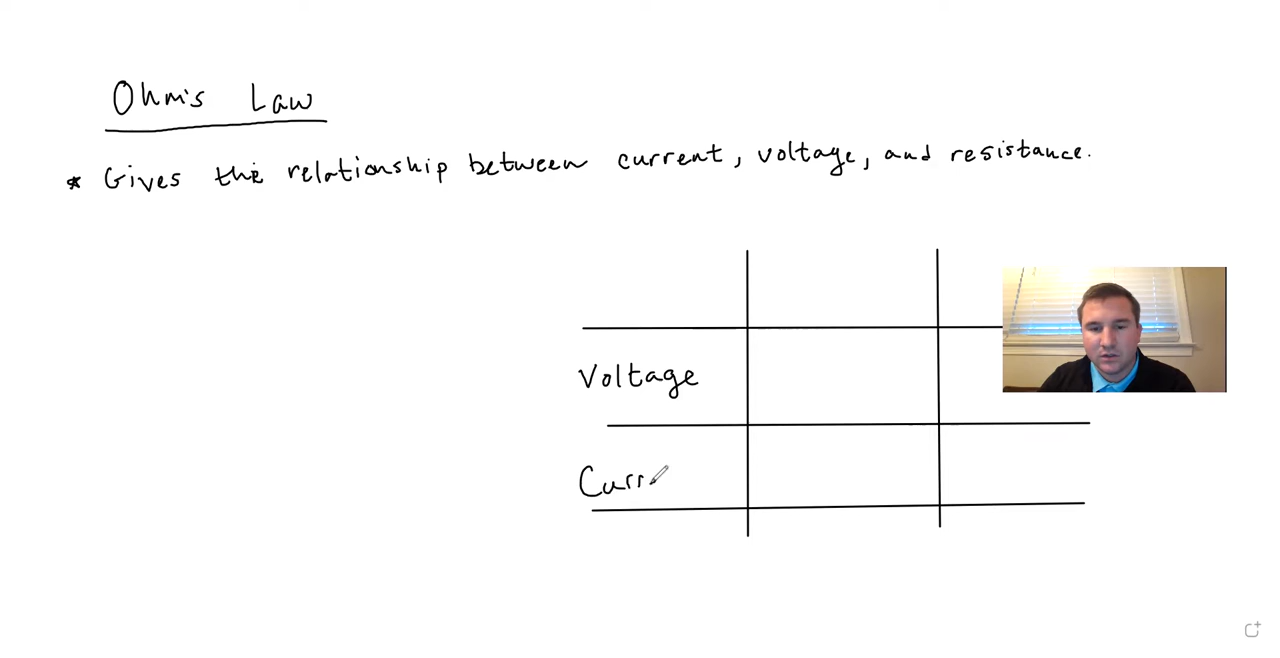 Ohm's Law
* Gives the relationship between current, voltage, and resistance.
Voltage
Curr